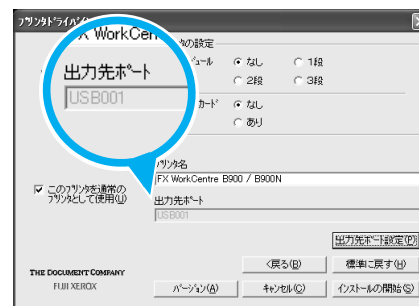 プリンタドライバ
FX WorkCen
出力先ポート
USB001
タの設定
ュール
なし
1段
2段
3段
カード
なし
あり
プリンタ名
FX WorkCentre B900 / B900N
このプリンタを通常の
プリンタとして使用(U)
出力先ポート
USB001
出力先ポート設定(P)
<戻る(B)
標準に戻す(H)
THE DOCUMENT COMPANY
FUJI XEROX
バージョン(A)
キャンセル(C)
インストールの開始(S)